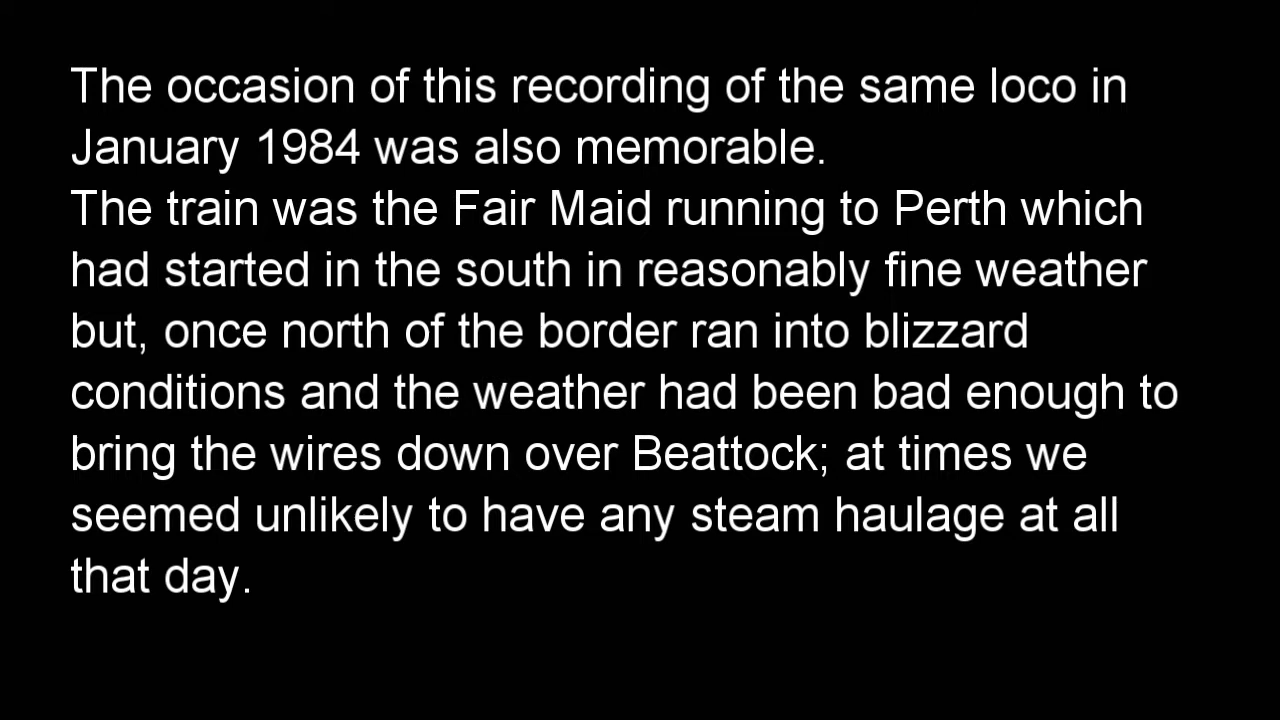 The occasion of this recording of the same loco in
January 1984 was also memorable.
The train was the Fair Maid running to Perth which
had started in the south in reasonably fine weather
but, once north of the border ran into blizzard
conditions and the weather had been bad enough to
bring the wires down over Beattock; at times we
seemed unlikely to have any steam haulage at all
that day.